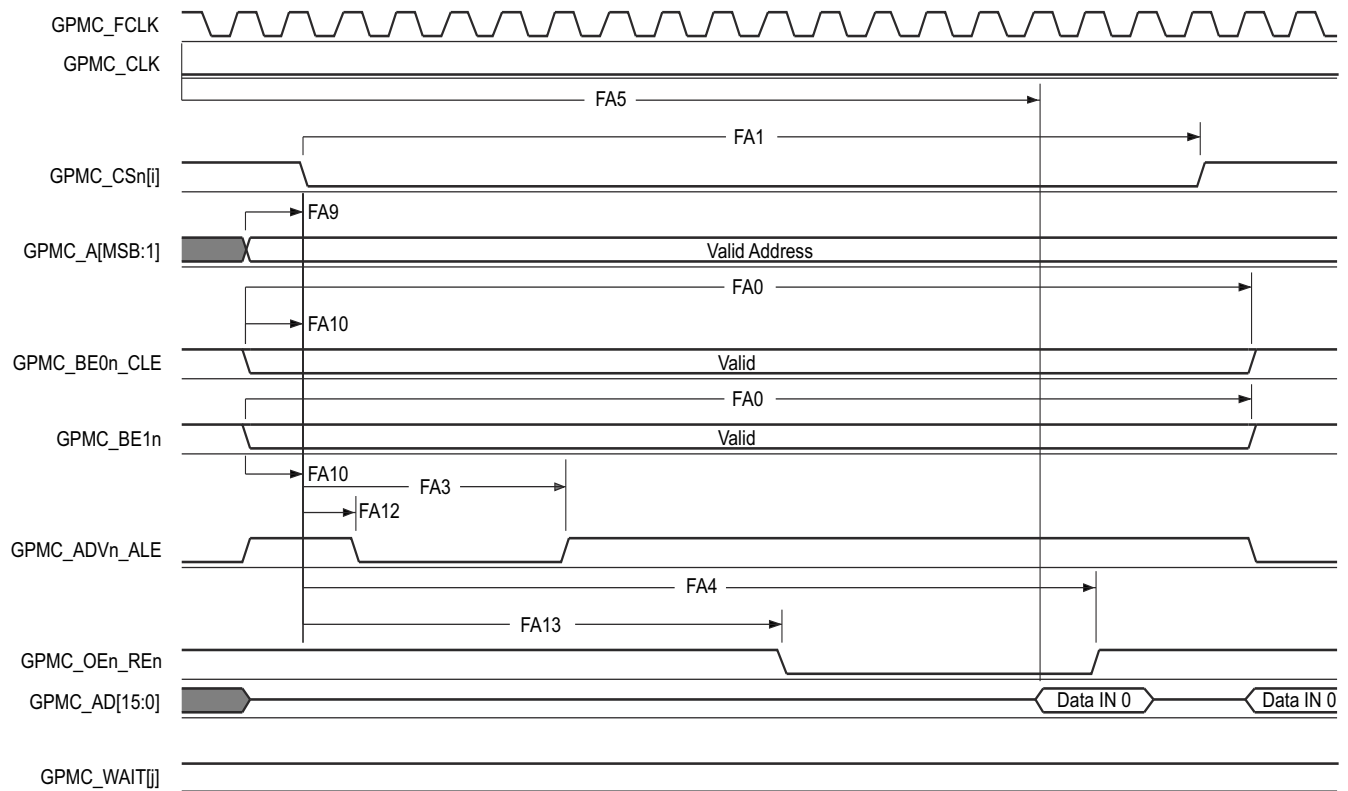 GPMC_FCLK
GPMC_CLK
FA5
FA1
GPMC_CSn[i]
FA9
GPMC_A[MSB:1]
Valid Address
FA0
FA10
GPMC_BE0n_CLE
Valid
FA0
GPMC_BE1n
Valid
FA10
FA3
FA12
GPMC_ADVn_ALE
FA4
FA13
GPMC_OEn_REn
GPMC_AD[15:0]
Data IN 0
Data IN 0
GPMC_WAIT[j]